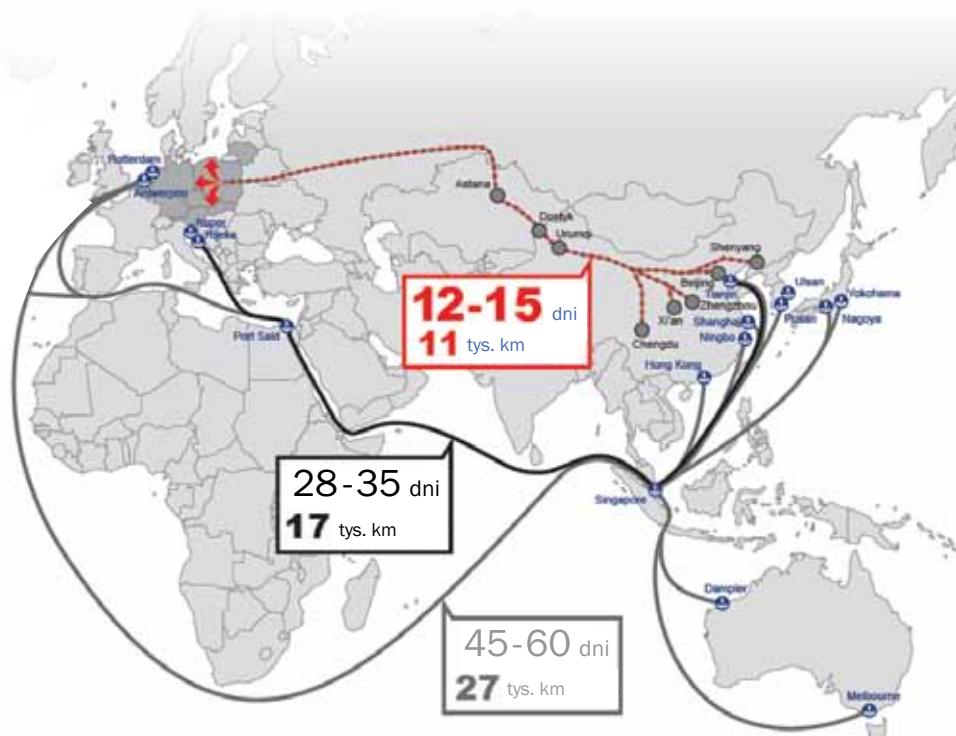 Rotterdam
Antwerpen
Koper
Rijeka
Astana
Dostyk
Urumqi
Shenyang
Beijing
Tianjin
Ulsan
Yokohama
Zhengzhou
Pusan
Nagoya
Xi'an
Shanghai
Ningbo
Chengdu
Port Said
Hong Kong
12-15 dni
11 tys. km
28-35 dni
17 tys. km
Singapore
Dampier
45-60 dni
27 tys. km
Melbourne